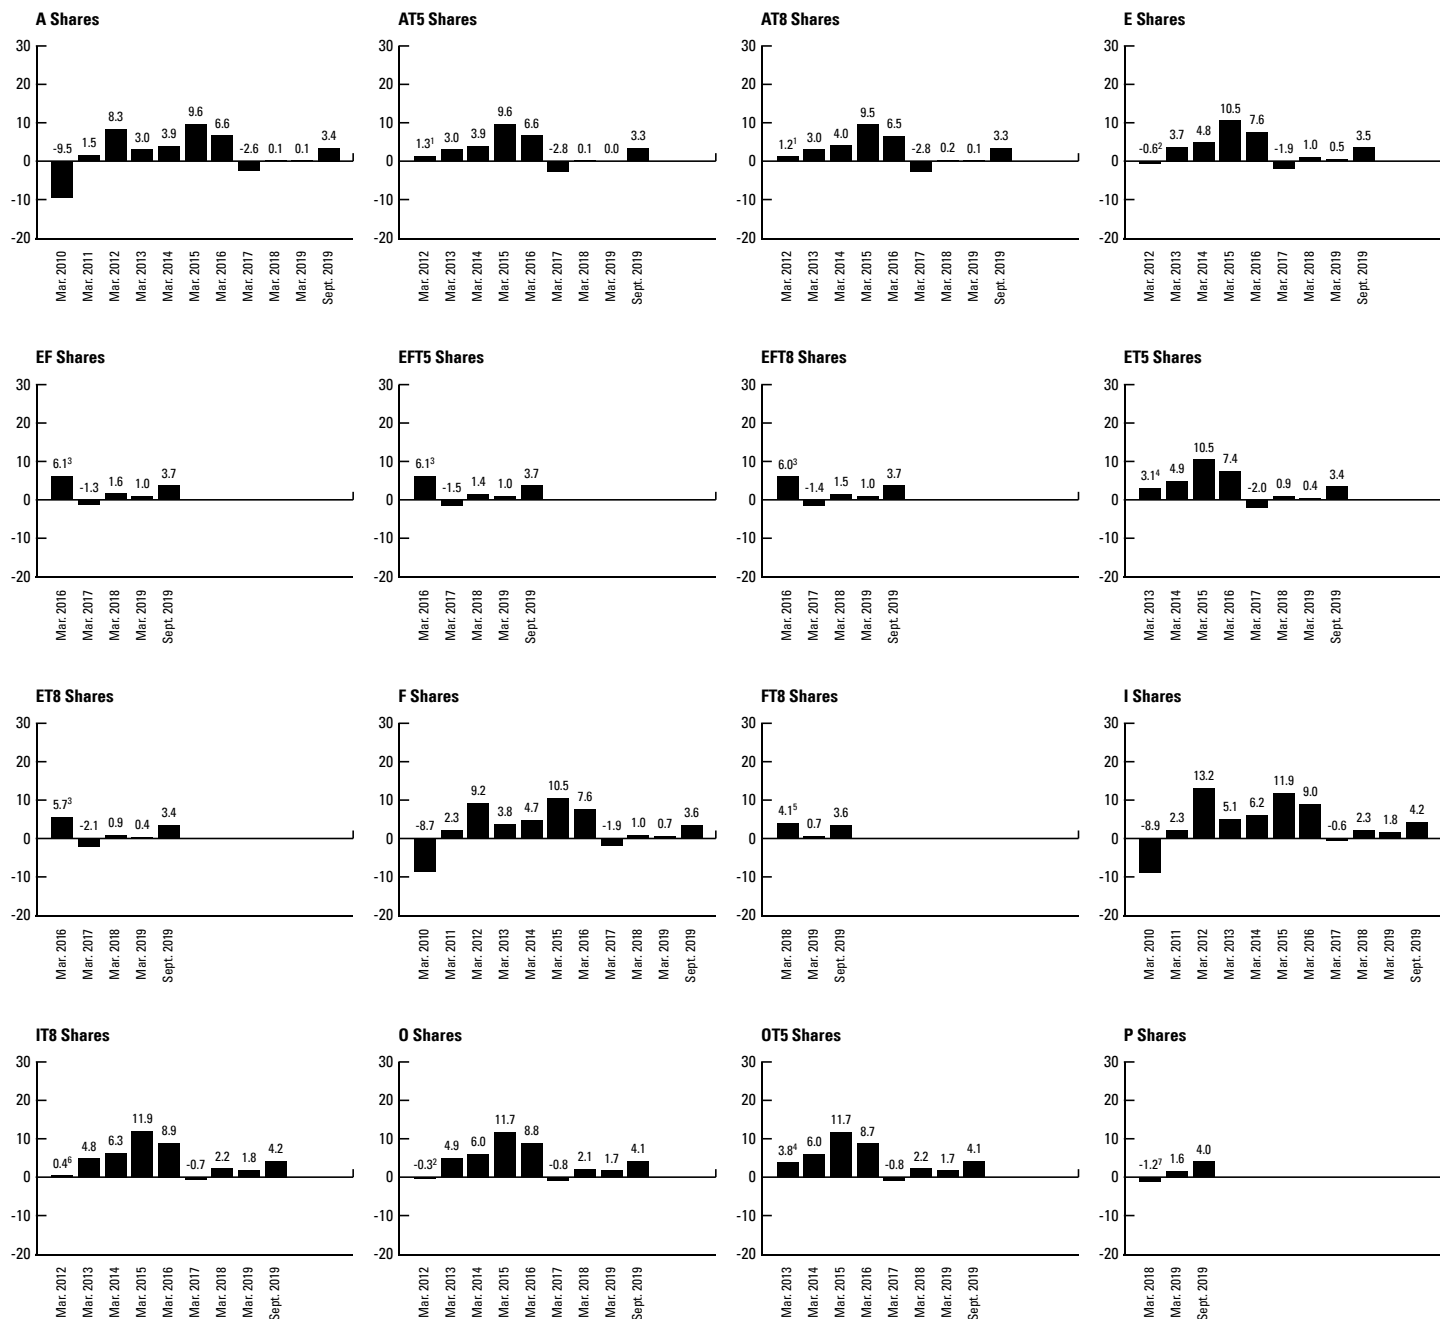 A Shares
30
20
10
0
-10
-20
-9.5 1.5 8.3 3.0 3.9 9.6 6.6 -2.6 0.1 0.1 3.4
Mar. 2010 Mar. 2011 Mar. 2012 Mar. 2013 Mar. 2014 Mar. 2015 Mar. 2016 Mar. 2017 Mar. 2018 Mar. 2019 Sept. 2019
AT5 Shares
30
20
10
0
-10
-20
1.3¹ 3.0 3.9 9.6 6.6 -2.8 0.1 0.0 3.3
Mar. 2012 Mar. 2013 Mar. 2014 Mar. 2015 Mar. 2016 Mar. 2017 Mar. 2018 Mar. 2019 Sept. 2019
AT8 Shares
30
20
10
0
-10
-20
1.2¹ 3.0 4.0 9.5 6.5 -2.8 0.2 0.1 3.3
Mar. 2012 Mar. 2013 Mar. 2014 Mar. 2015 Mar. 2016 Mar. 2017 Mar. 2018 Mar. 2019 Sept. 2019
E Shares
30
20
10
0
-10
-20
-0.6² 3.7 4.8 10.5 7.6 -1.9 1.0 0.5 3.5
Mar. 2012 Mar. 2013 Mar. 2014 Mar. 2015 Mar. 2016 Mar. 2017 Mar. 2018 Mar. 2019 Sept. 2019
EF Shares
30
20
10
0
-10
-20
6.1³ -1.3 1.6 1.0 3.7
Mar. 2016 Mar. 2017 Mar. 2018 Mar. 2019 Sept. 2019
EFT5 Shares
30
20
10
0
-10
-20
6.1³ -1.5 1.4 1.0 3.7
Mar. 2016 Mar. 2017 Mar. 2018 Mar. 2019 Sept. 2019
EFT8 Shares
30
20
10
0
-10
-20
6.0³ -1.4 1.5 1.0 3.7
Mar. 2016 Mar. 2017 Mar. 2018 Mar. 2019 Sept. 2019
ET5 Shares
30
20
10
0
-10
-20
3.1⁴ 4.9 10.5 7.4 -2.0 0.9 0.4 3.4
Mar. 2013 Mar. 2014 Mar. 2015 Mar. 2016 Mar. 2017 Mar. 2018 Mar. 2019 Sept. 2019
ET8 Shares
30
20
10
0
-10
-20
5.7³ -2.1 0.9 0.4 3.4
Mar. 2016 Mar. 2017 Mar. 2018 Mar. 2019 Sept. 2019
F Shares
30
20
10
0
-10
-20
-8.7 2.3 9.2 3.8 4.7 10.5 7.6 -1.9 1.0 0.7 3.6
Mar. 2010 Mar. 2011 Mar. 2012 Mar. 2013 Mar. 2014 Mar. 2015 Mar. 2016 Mar. 2017 Mar. 2018 Mar. 2019 Sept. 2019
FT8 Shares
30
20
10
0
-10
-20
4.1⁵ 0.7 3.6
Mar. 2018 Mar. 2019 Sept. 2019
I Shares
30
20
10
0
-10
-20
-8.9 2.3 13.2 5.1 6.2 11.9 9.0 -0.6 2.3 1.8 4.2
Mar. 2010 Mar. 2011 Mar. 2012 Mar. 2013 Mar. 2014 Mar. 2015 Mar. 2016 Mar. 2017 Mar. 2018 Mar. 2019 Sept. 2019
IT8 Shares
30
20
10
0
-10
-20
0.4⁶ 4.8 6.3 11.9 8.9 -0.7 2.2 1.8 4.2
Mar. 2012 Mar. 2013 Mar. 2014 Mar. 2015 Mar. 2016 Mar. 2017 Mar. 2018 Mar. 2019 Sept. 2019
O Shares
30
20
10
0
-10
-20
-0.3² 4.9 6.0 11.7 8.8 -0.8 2.1 1.7 4.1
Mar. 2012 Mar. 2013 Mar. 2014 Mar. 2015 Mar. 2016 Mar. 2017 Mar. 2018 Mar. 2019 Sept. 2019
OT5 Shares
30
20
10
0
-10
-20
3.8⁴ 6.0 11.7 8.7 -0.8 2.2 1.7 4.1
Mar. 2013 Mar. 2014 Mar. 2015 Mar. 2016 Mar. 2017 Mar. 2018 Mar. 2019 Sept. 2019
P Shares
30
20
10
0
-10
-20
-1.2⁷ 1.6 4.0
Mar. 2018 Mar. 2019 Sept. 2019